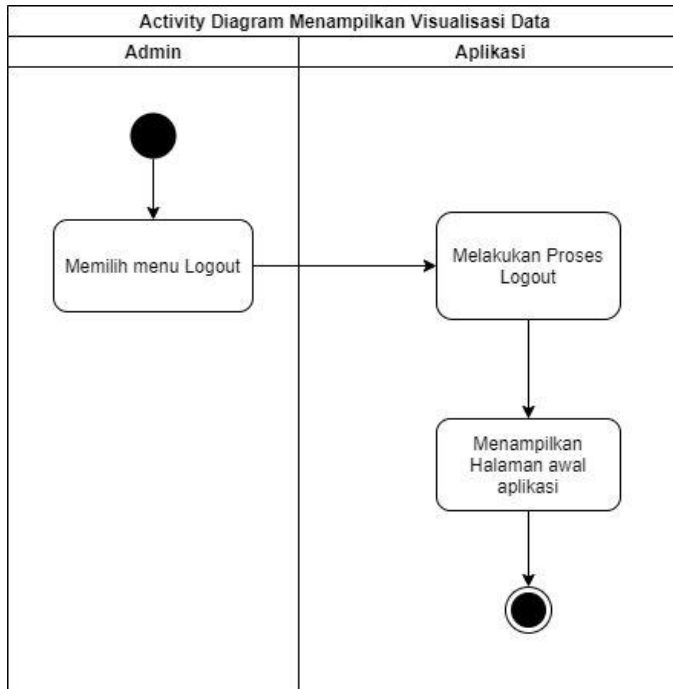 Activity Diagram Menampilkan Visualisasi Data
Admin
Aplikasi
Memilih menu Logout
Melakukan Proses
Logout
Menampilkan
Halaman awal
aplikasi